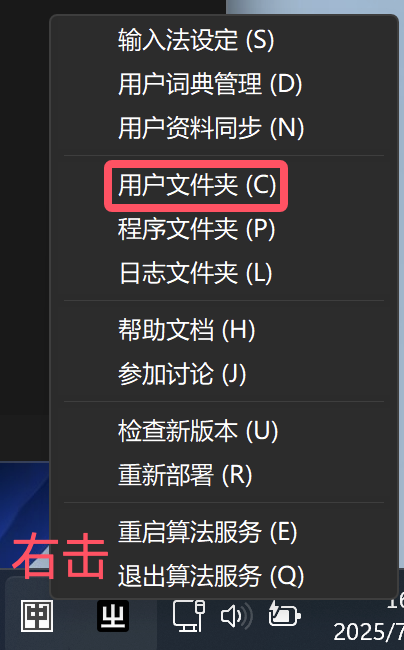 输入法设定 (S)
用户词典管理 (D)
用户资料同步 (N)
用户文件夹 (C)
程序文件夹 (P)
日志文件夹 (L)
帮助文档 (H)
参加讨论 (J)
检查新版本 (U)
重新部署 (R)
重启算法服务 (E)
右击
退出算法服务 (Q)
16
2025/7